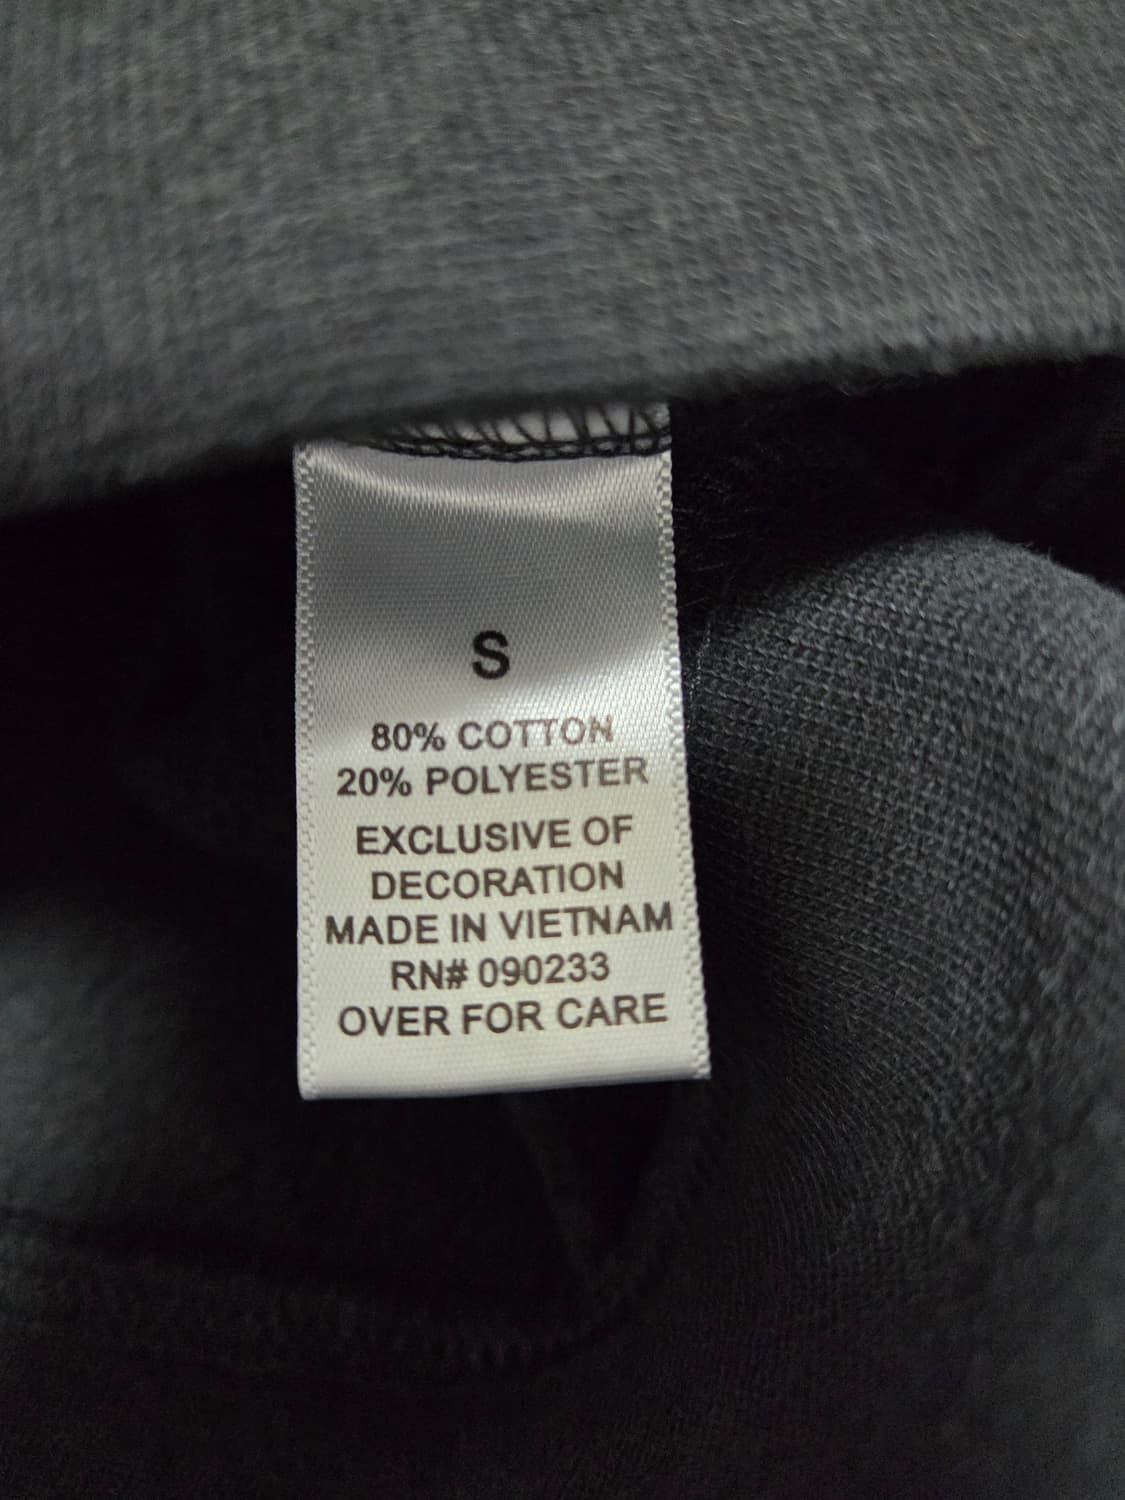 S
80% COTTON
20% POLYESTER
EXCLUSIVE OF
DECORATION
MADE IN VIETNAM
RN# 090233
OVER FOR CARE